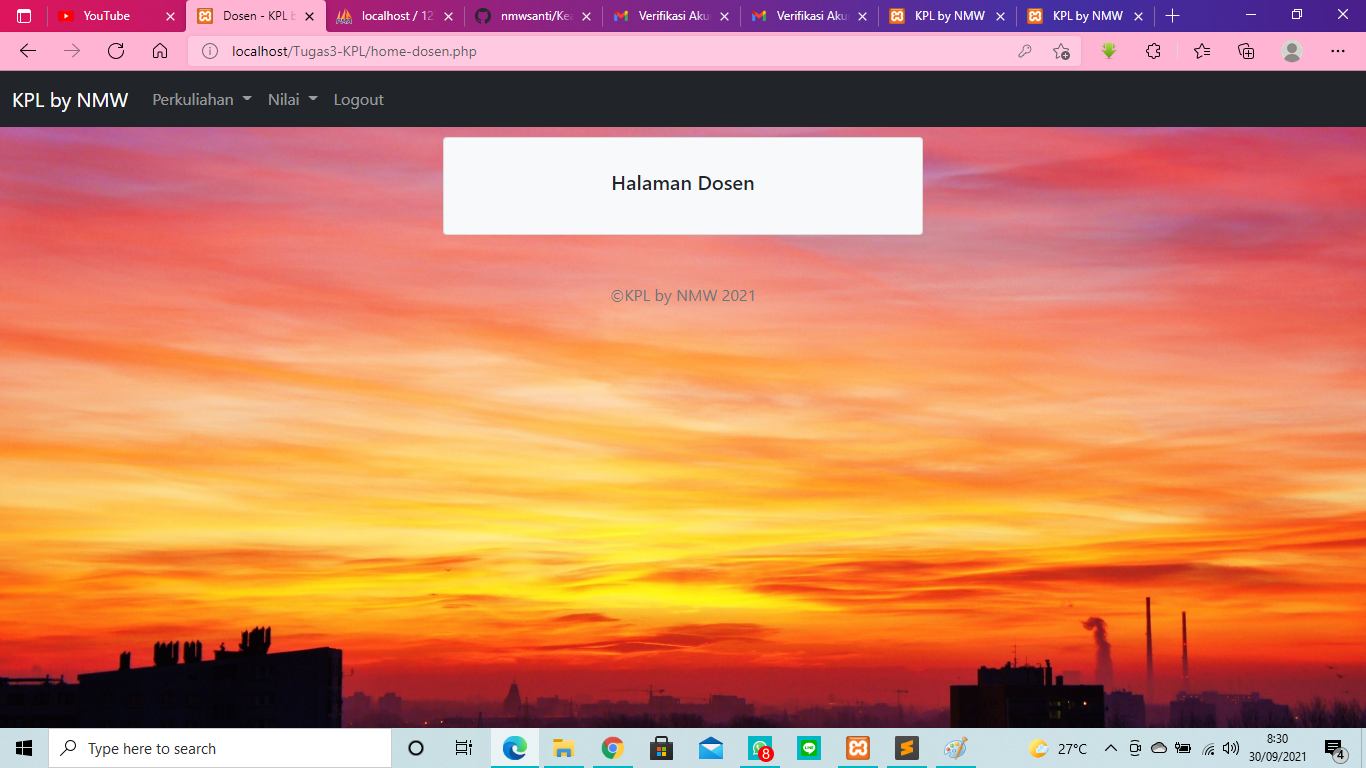 YouTube
Dosen - KPL b
localhost / 12
nmwsanti/Kea
Verifikasi Aku
Verifikasi Aku
KPL by NMW
KPL by NMW
localhost/Tugas3-KPL/home-dosen.php
KPL by NMW
Perkuliahan
Nilai
Logout
Halaman Dosen
©KPL by NMW 2021
Type here to search
8
27°C
8:30
30/09/2021
4